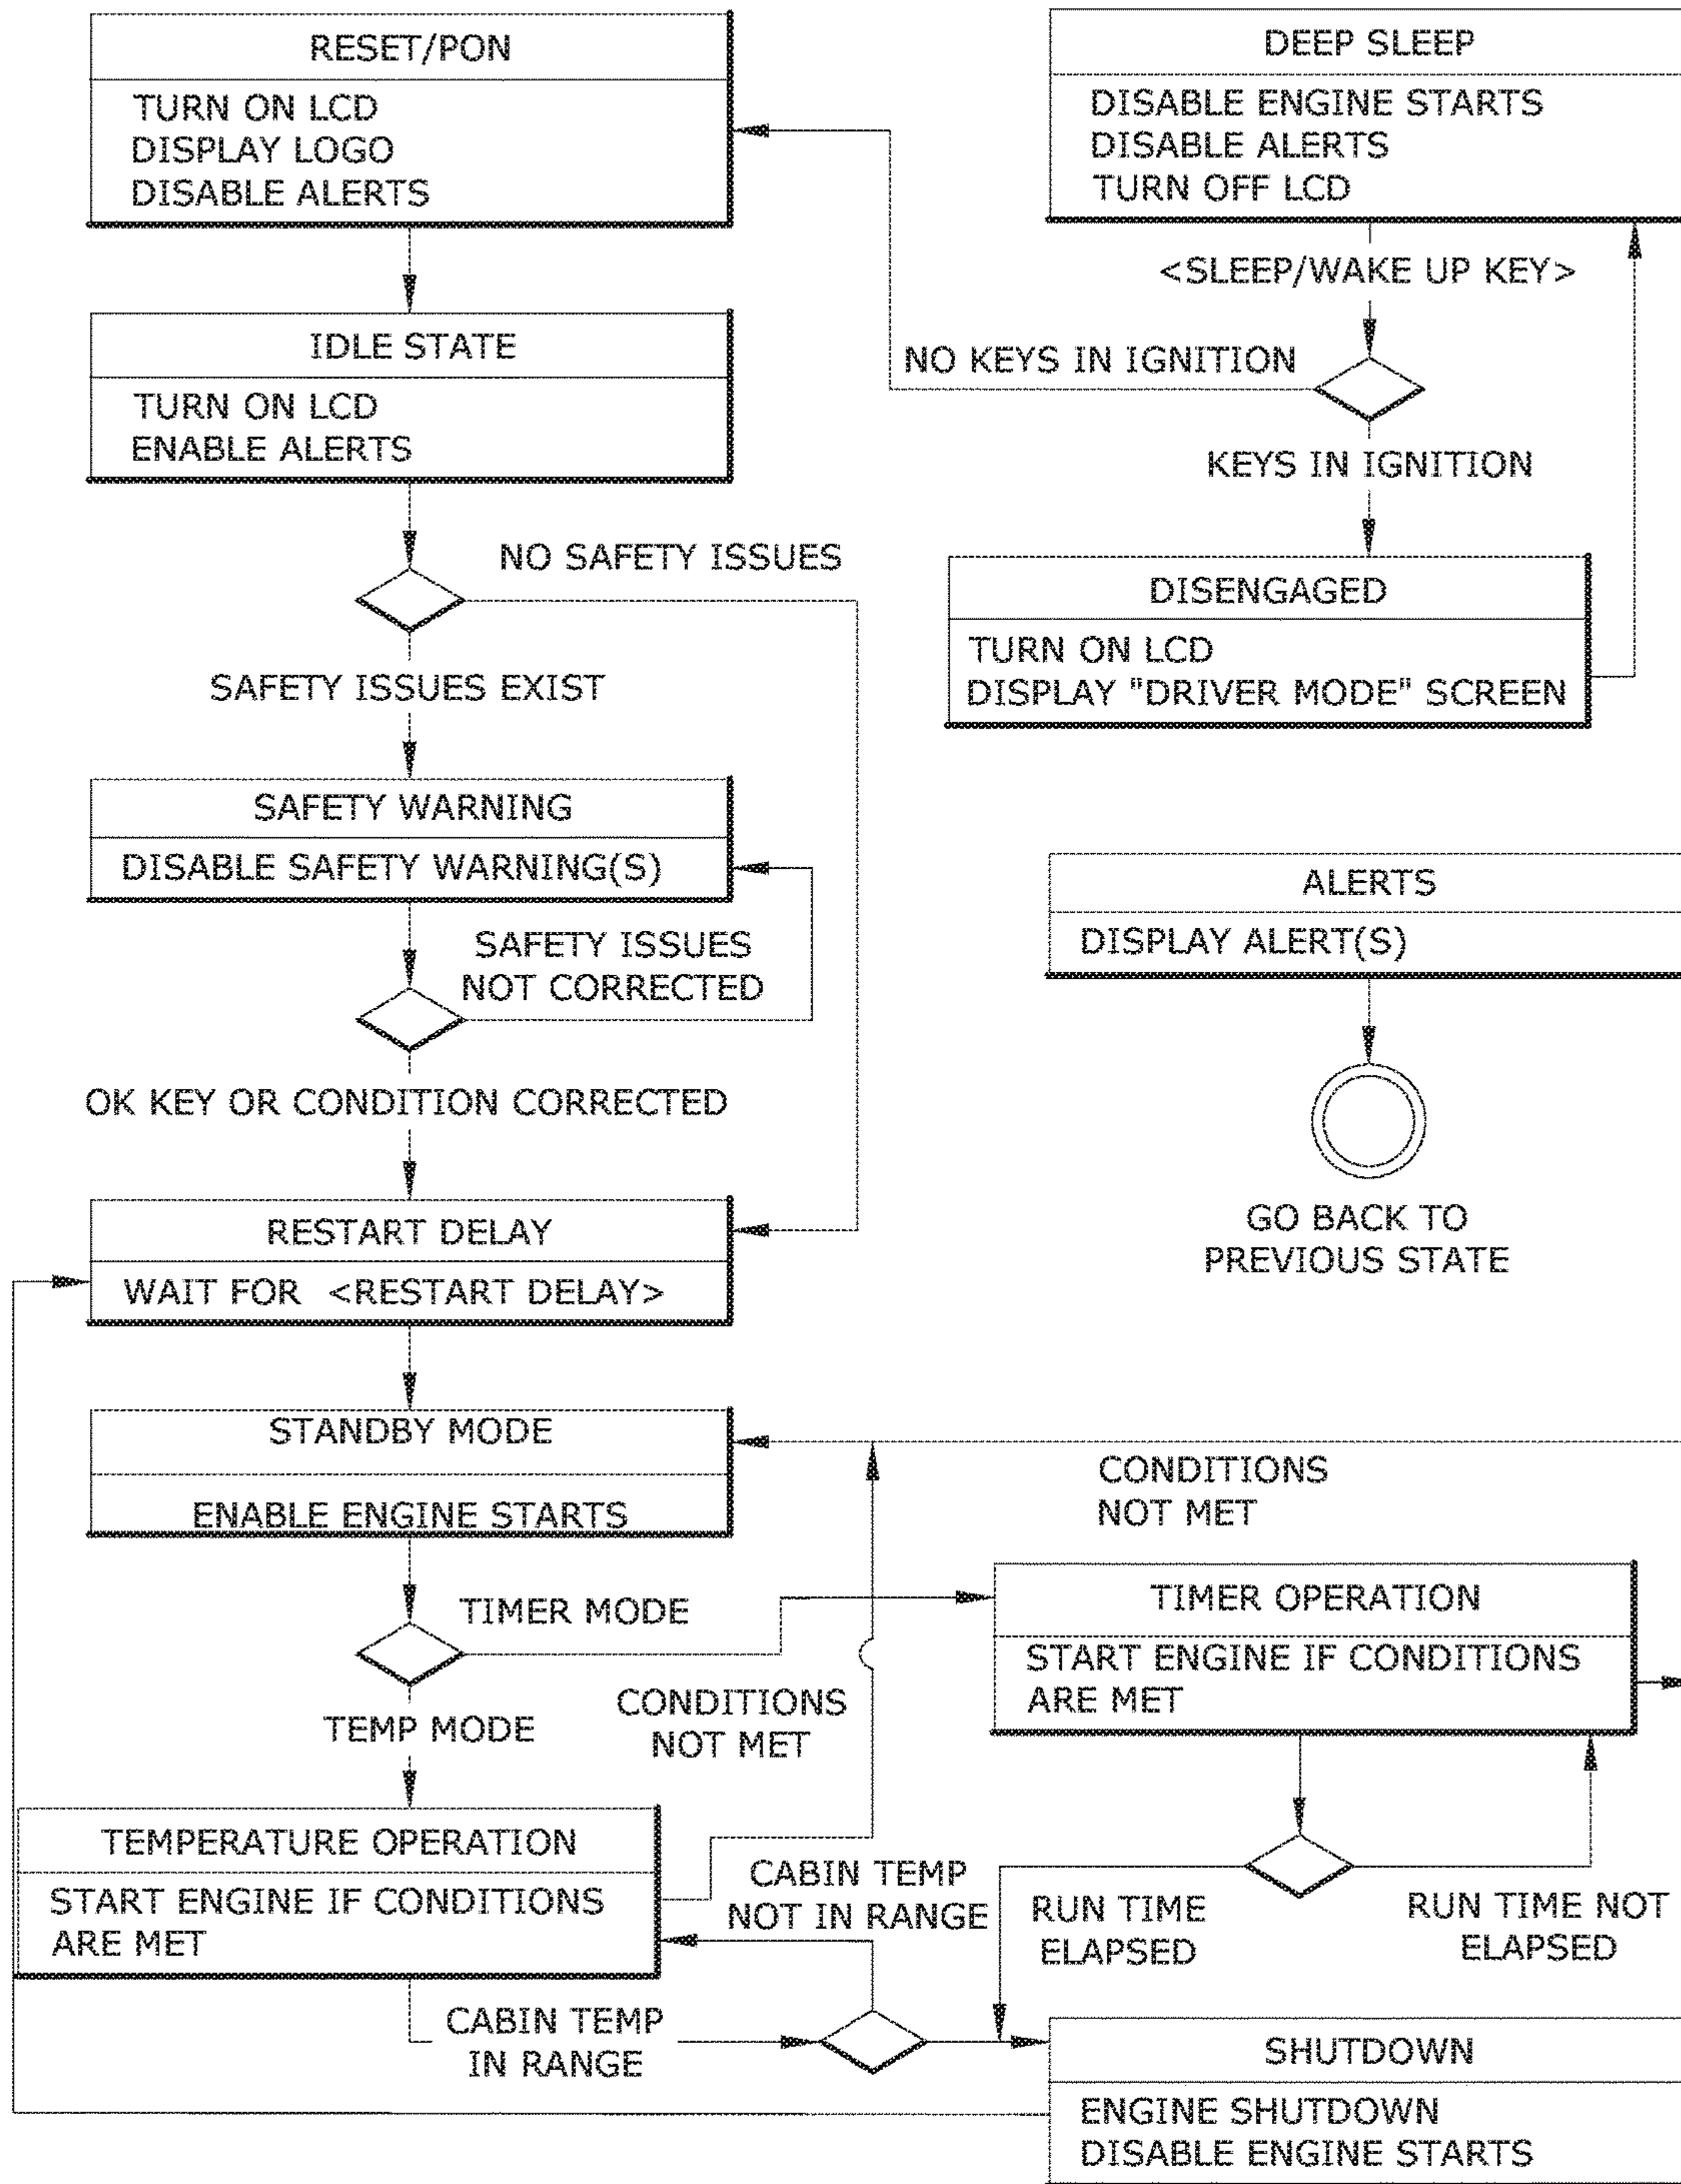 RESET/PON
TURN ON LCD
DISPLAY LOGO
DISABLE ALERTS
DEEP SLEEP
DISABLE ENGINE STARTS
DISABLE ALERTS
TURN OFF LCD
<SLEEP/WAKE UP KEY>
IDLE STATE
TURN ON LCD
ENABLE ALERTS
NO KEYS IN IGNITION
KEYS IN IGNITION
NO SAFETY ISSUES
DISENGAGED
TURN ON LCD
DISPLAY "DRIVER MODE" SCREEN
SAFETY ISSUES EXIST
SAFETY WARNING
DISABLE SAFETY WARNING(S)
SAFETY ISSUES
NOT CORRECTED
ALERTS
DISPLAY ALERT(S)
OK KEY OR CONDITION CORRECTED
GO BACK TO
PREVIOUS STATE
RESTART DELAY
WAIT FOR <RESTART DELAY>
STANDBY MODE
ENABLE ENGINE STARTS
CONDITIONS
NOT MET
TIMER MODE
TIMER OPERATION
START ENGINE IF CONDITIONS
ARE MET
CONDITIONS
NOT MET
TEMP MODE
TEMPERATURE OPERATION
START ENGINE IF CONDITIONS
ARE MET
CABIN TEMP
NOT IN RANGE
RUN TIME
ELAPSED
RUN TIME NOT
ELAPSED
CABIN TEMP
IN RANGE
SHUTDOWN
ENGINE SHUTDOWN
DISABLE ENGINE STARTS